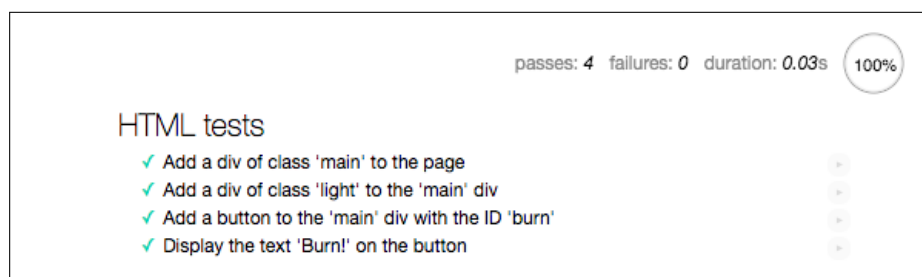 passes: 4 failures: 0 duration: 0.03s 100%
HTML tests
✓ Add a div of class 'main' to the page
✓ Add a div of class 'light' to the 'main' div
✓ Add a button to the 'main' div with the ID 'burn'
✓ Display the text 'Burn!' on the button